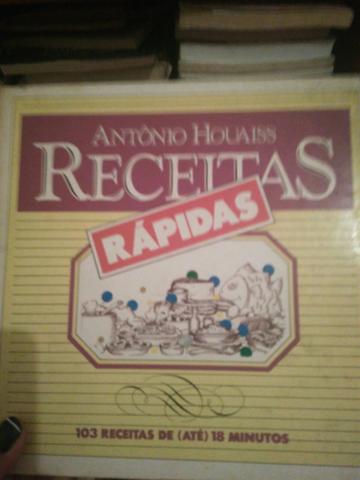 ANTÔNIO HOUAISS
RECEITAS
RÁPIDAS
103 RECEITAS DE (ATÉ) 18 MINUTOS